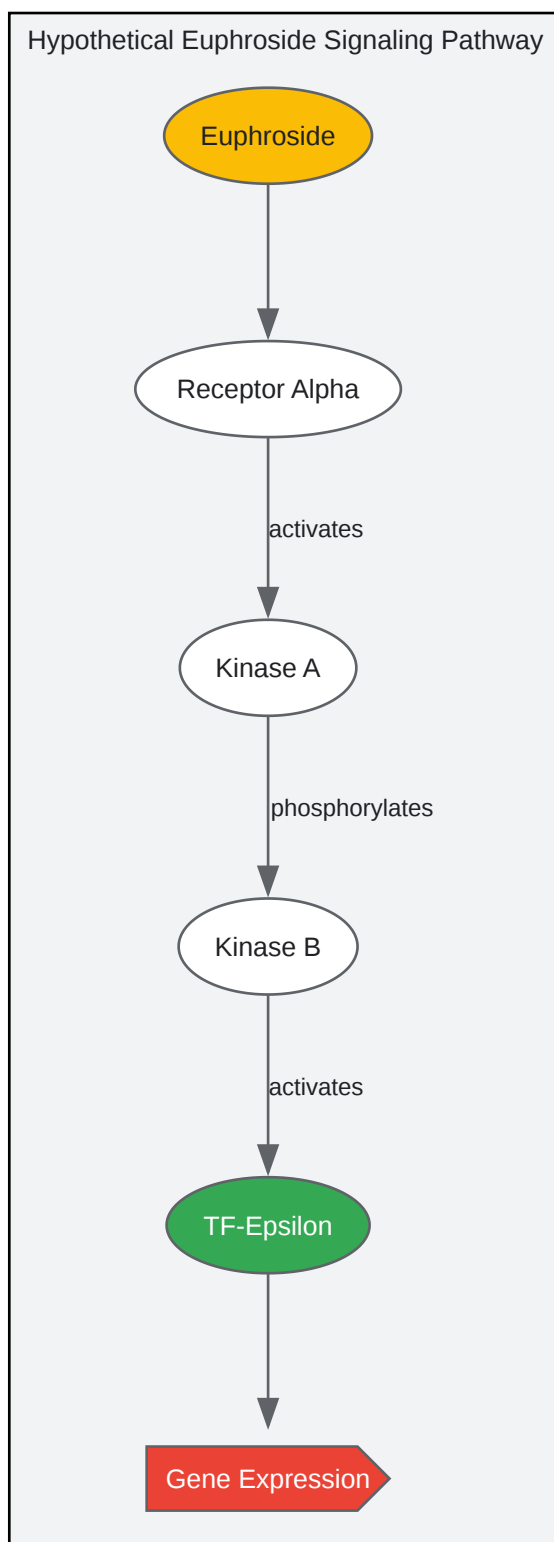 Hypothetical Euphroside Signaling Pathway
Euphroside
Receptor Alpha
activates
Kinase A
phosphorylates
Kinase B
activates
TF-Epsilon
Gene Expression